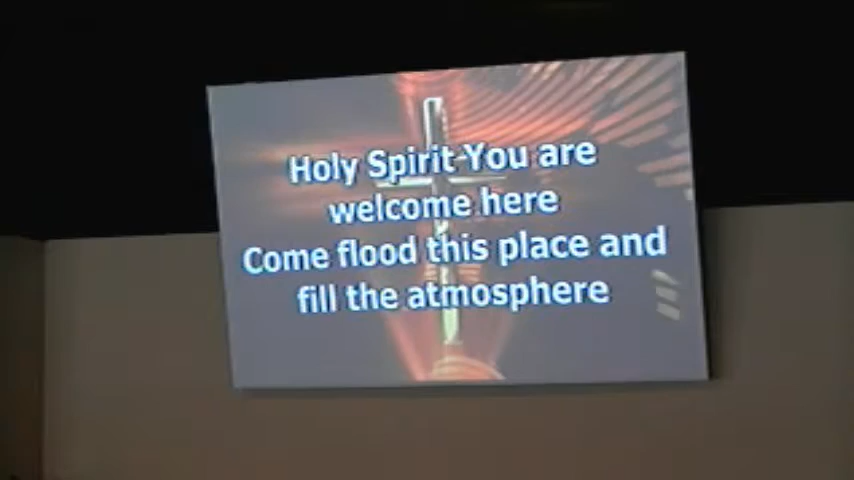 Holy Spirit You are
welcome here
Come flood this place and
fill the atmosphere